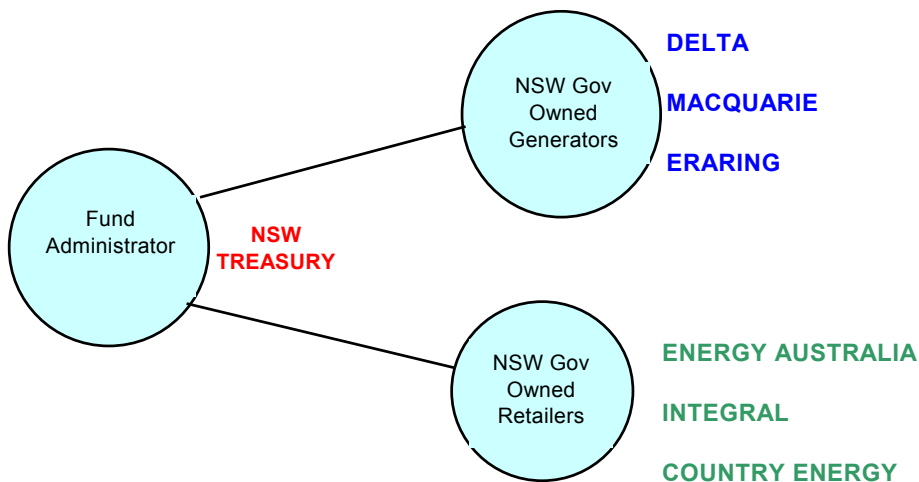 DELTA
MACQUARIE
ERARING
NSW Gov
Owned
Generators
Fund
Administrator
NSW
TREASURY
NSW Gov
Owned
Retailers
ENERGY AUSTRALIA
INTEGRAL
COUNTRY ENERGY